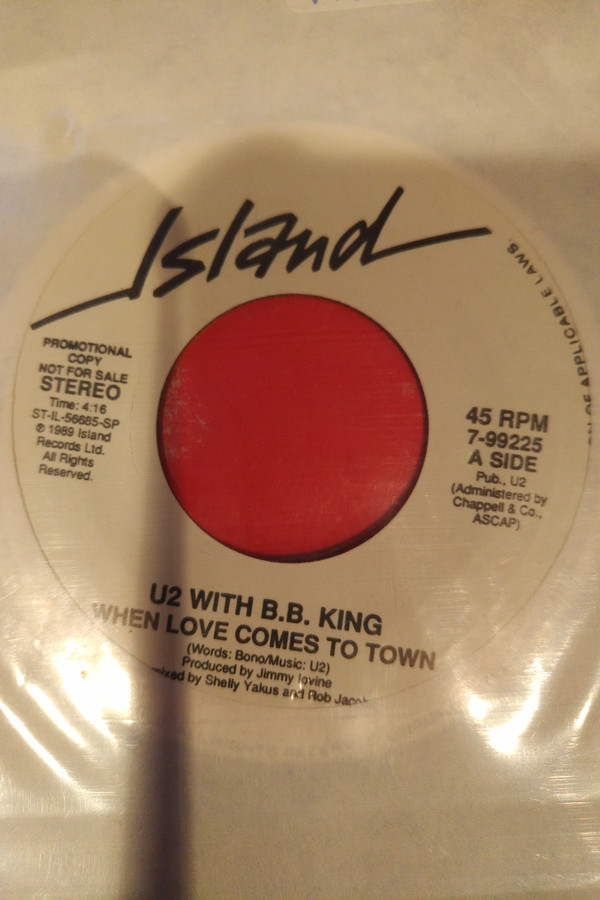 Island
PROMOTIONAL
COPY
NOT FOR SALE
STEREO
Time: 4:16
ST-IL-56685-SP
℗ 1989 Island
Records Ltd.
All Rights
Reserved.
45 RPM
7-99225
A SIDE
Pub., U2
(Administered by
Chappell & Co.,
ASCAP)
U2 WITH B.B. KING
WHEN LOVE COMES TO TOWN
(Words: Bono/Music: U2)
Produced by Jimmy Iovine
by Shelly Yakus and Rob
OF APPLICABLE LAWS.